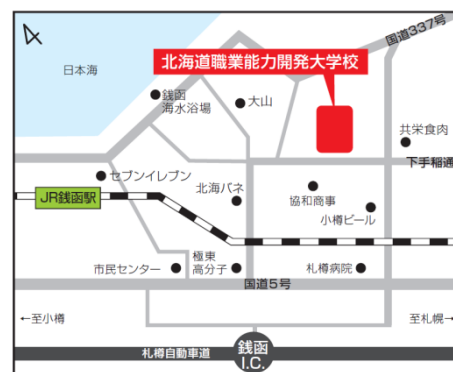 国道337号
日本海
北海道職業能力開発大学校
銭函
海水浴場
大山
共栄食肉
下手稲通
セブンイレブン
JR銭函駅
北海バネ
協和商事
小樽ビール
市民センター
極東
高分子
札樽病院
国道5号
←至小樽
至札幌→
札樽自動車道
銭函
I.C.